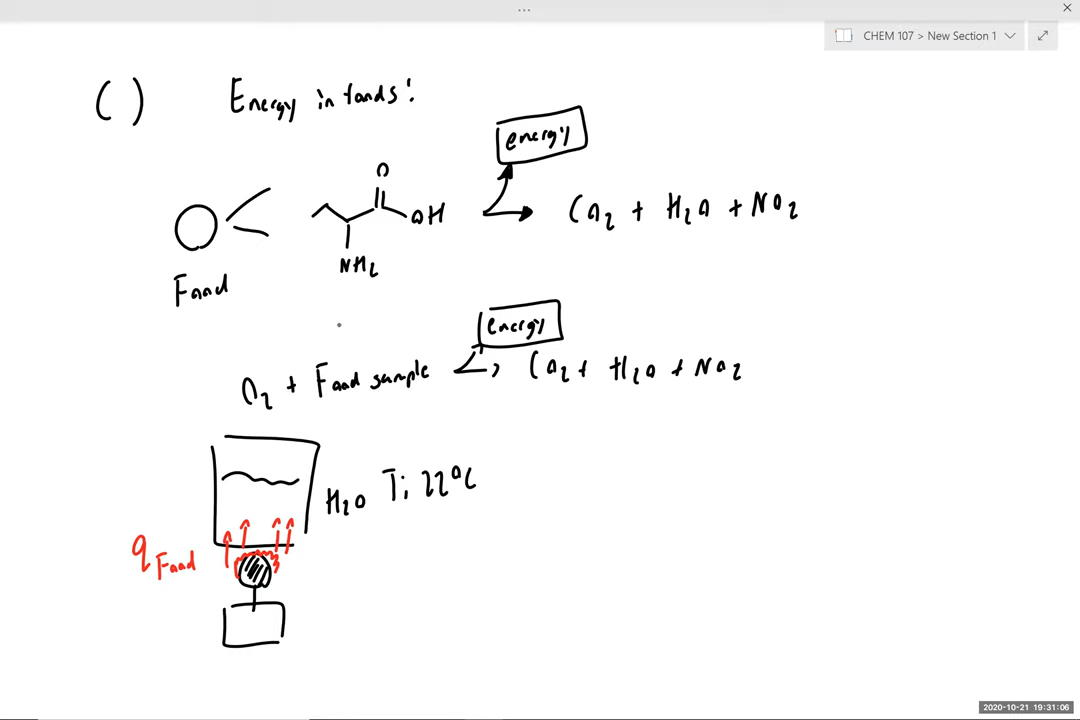 CHEM 107 > New Section 1
( ) Energy in foods!
energy
O
OH
NH2
CO2 + H2O + NO2
Food
energy
O2 + Food sample → CO2 + H2O + NO2
H2O Ti 22°C
qFood
2020-10-21 19:31:06